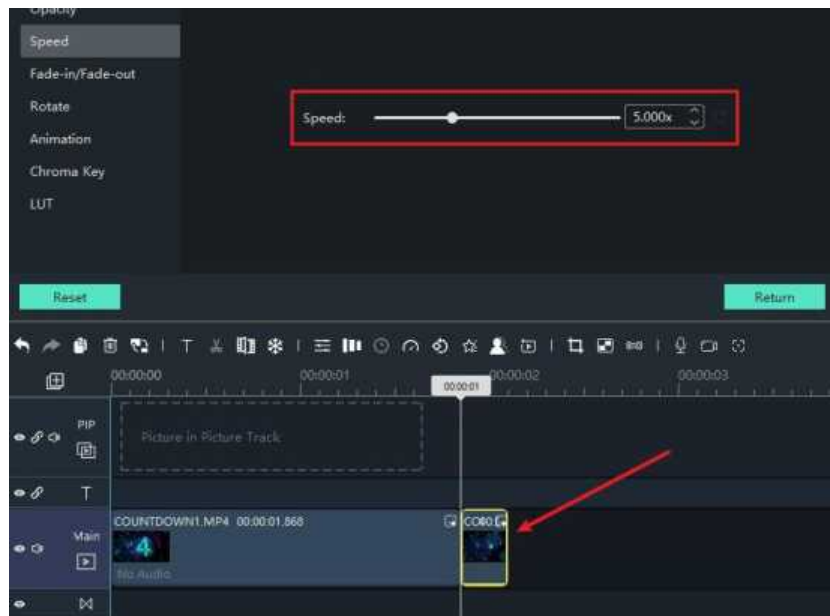 Opacity
Speed
Fade-in/Fade-out
Rotate
Animation
Chroma Key
LUT
Speed:
5.000x
Reset
Return
T
00:00:00
00:00:01
00:00:01
00:00:02
00:00:03
PIP
Picture in Picture Track
T
COUNTDOWN1.MP4 00:00:01.868
4
Main
No Audio